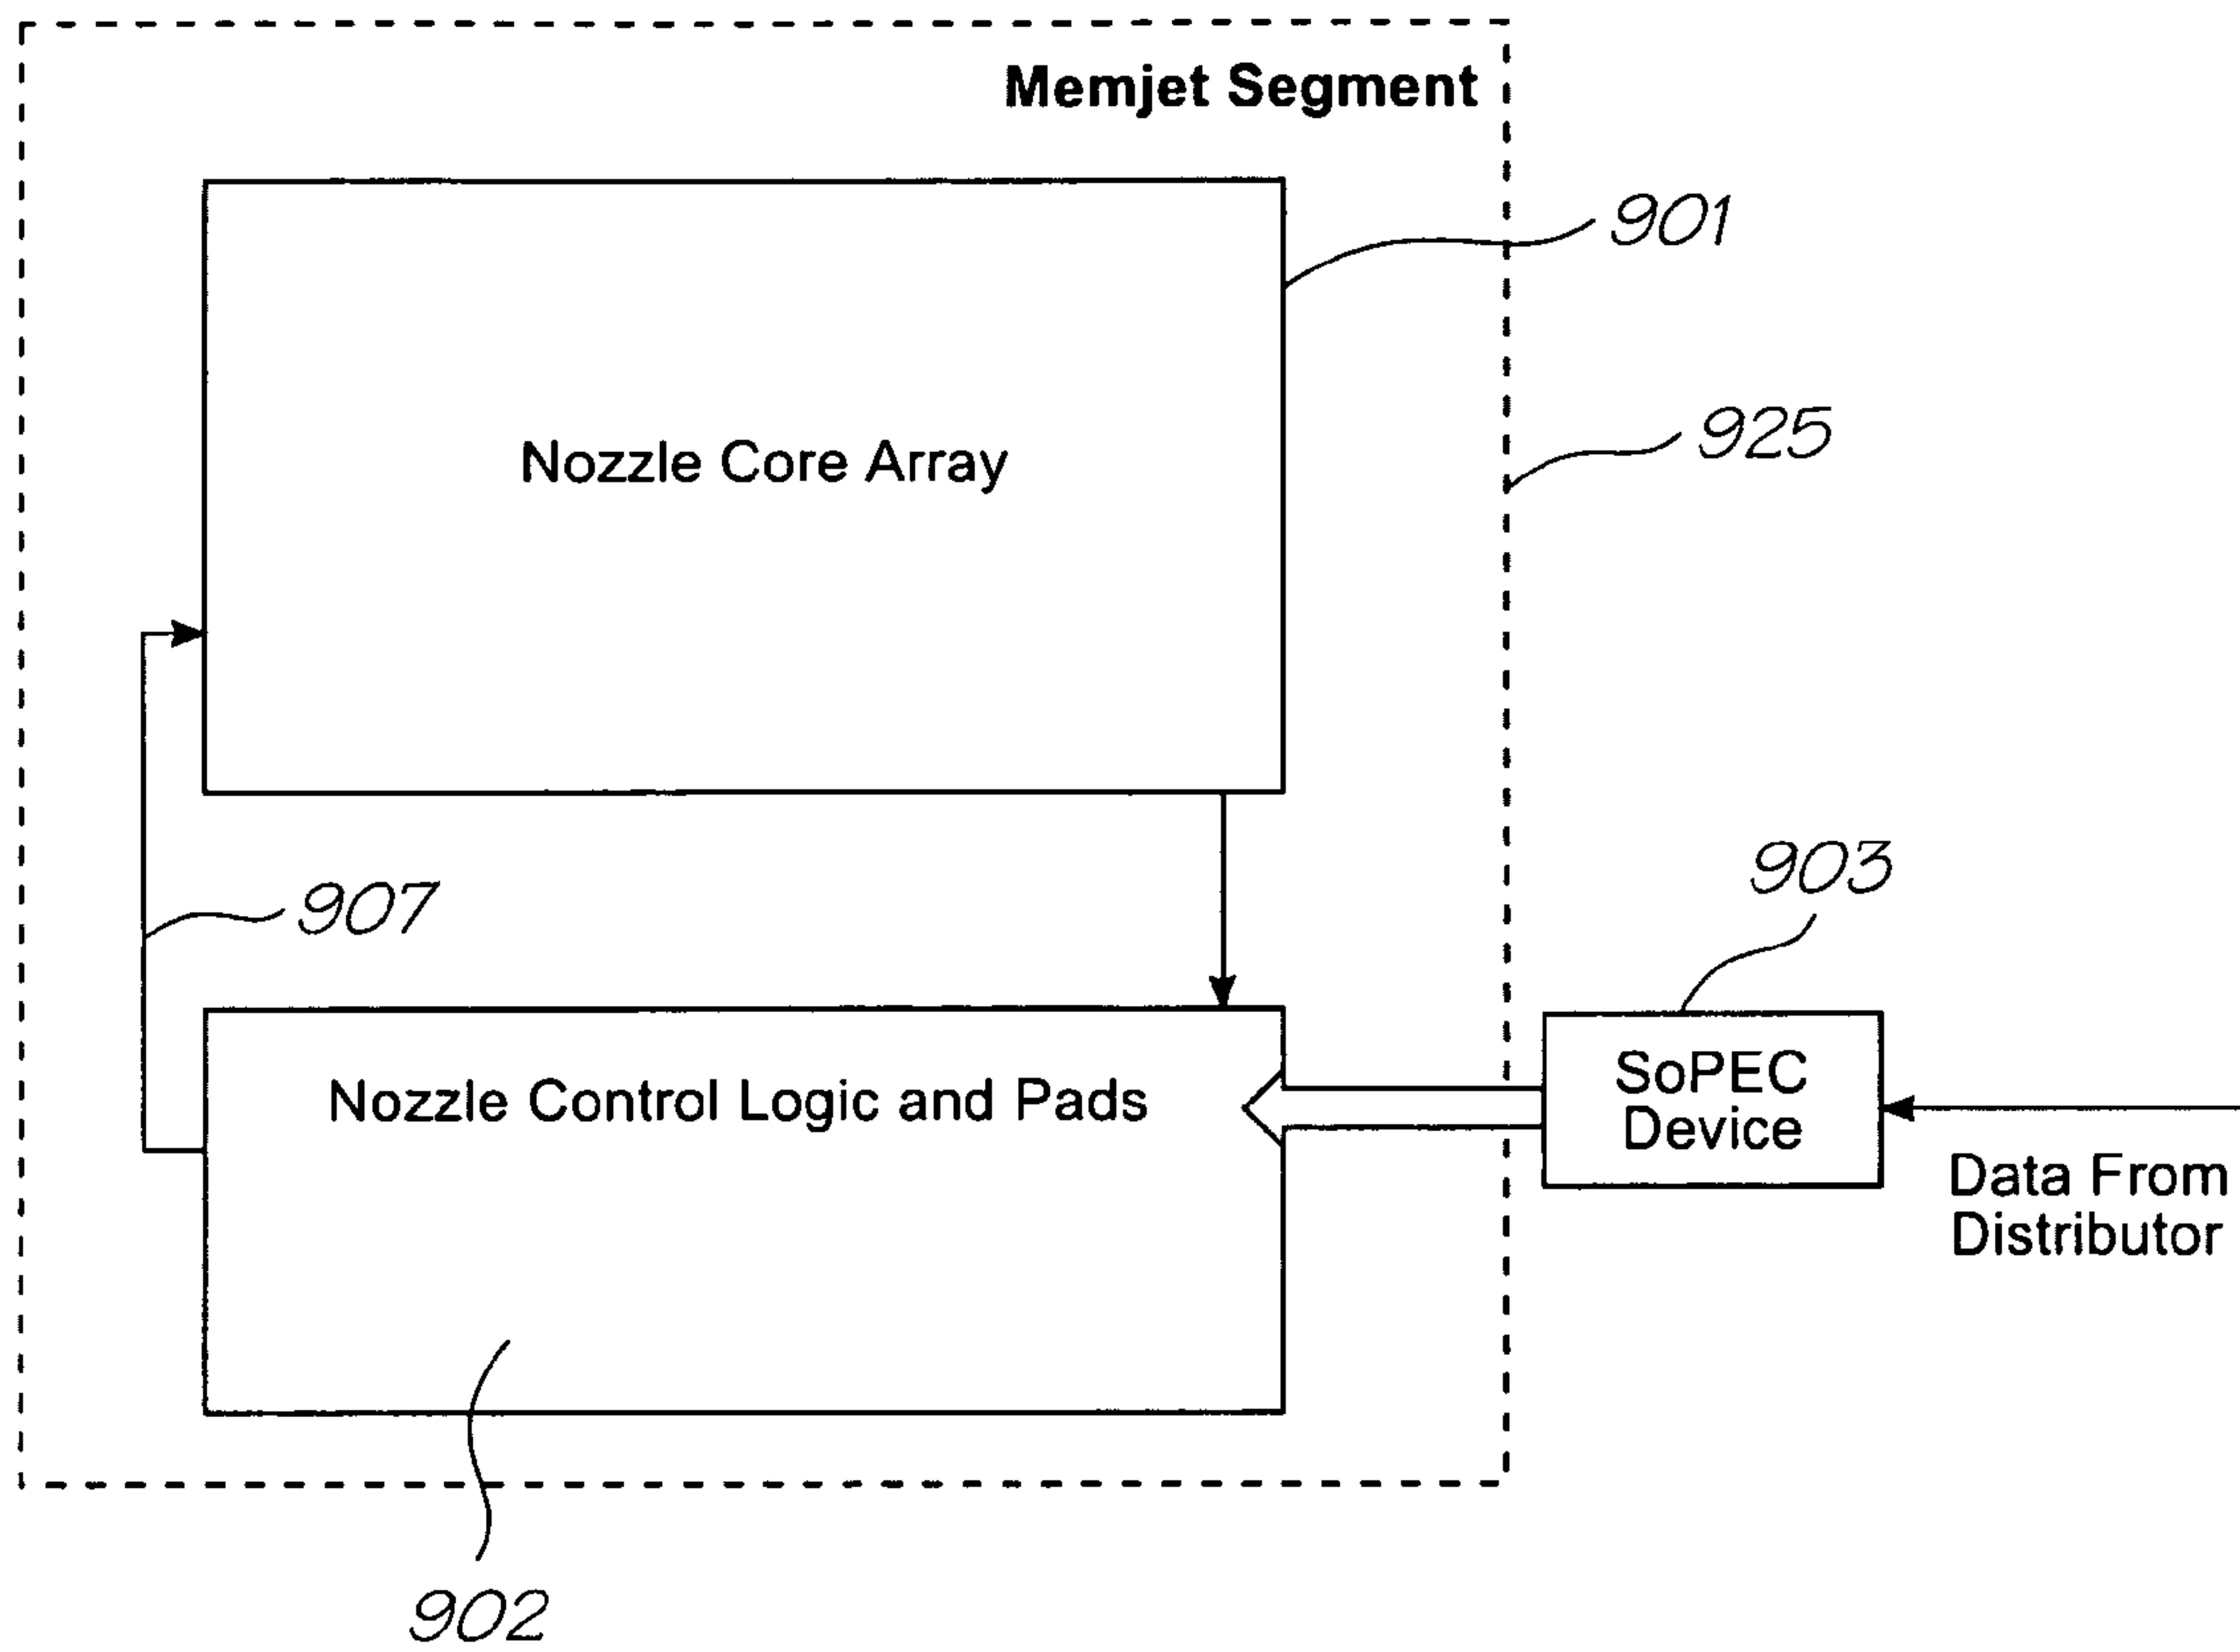 Memjet Segment
901
Nozzle Core Array
925
903
907
SoPEC
Device
Nozzle Control Logic and Pads
Data From
Distributor
902